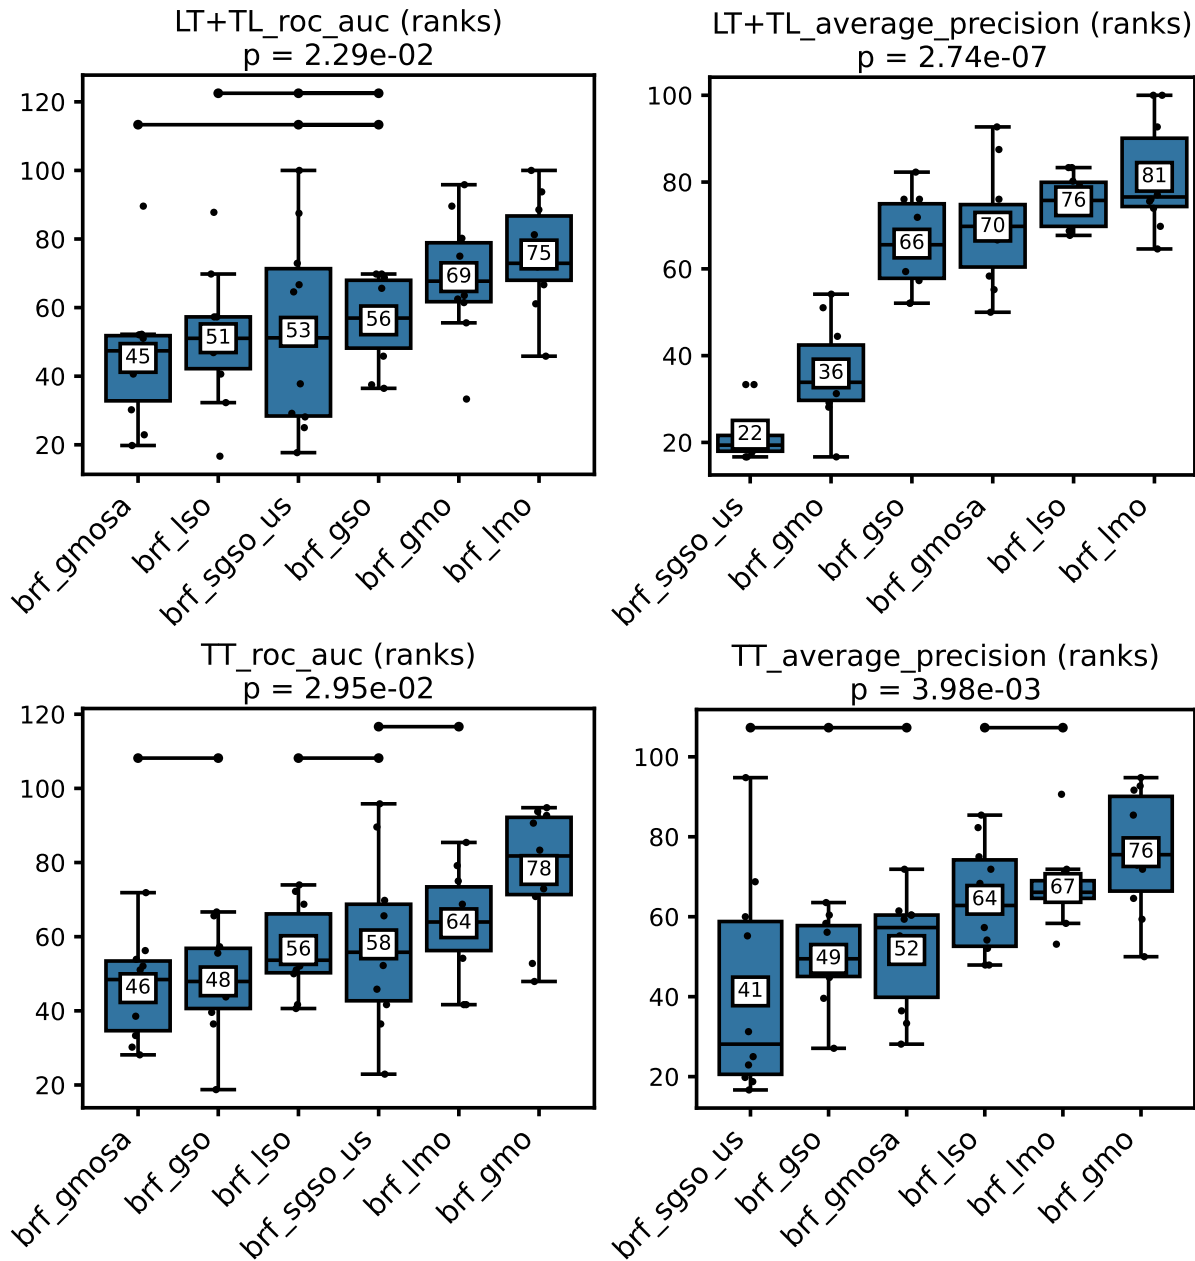 LT+TL_roc_auc (ranks)
p = 2.29e-02
120
100
80
60
40
20
45
51
53
56
69
75
brf_gmosa
brf_lso
brf_sgso_us
brf_gso
brf_gmo
brf_lmo
LT+TL_average_precision (ranks)
p = 2.74e-07
100
80
60
40
20
22
36
66
70
76
81
brf_sgso_us
brf_gmo
brf_gso
brf_gmosa
brf_lso
brf_lmo
TT_roc_auc (ranks)
p = 2.95e-02
120
100
80
60
40
20
46
48
56
58
64
78
brf_gmosa
brf_gso
brf_lso
brf_sgso_us
brf_lmo
brf_gmo
TT_average_precision (ranks)
p = 3.98e-03
100
80
60
40
20
41
49
52
64
67
76
brf_sgso_us
brf_gso
brf_gmosa
brf_lso
brf_lmo
brf_gmo